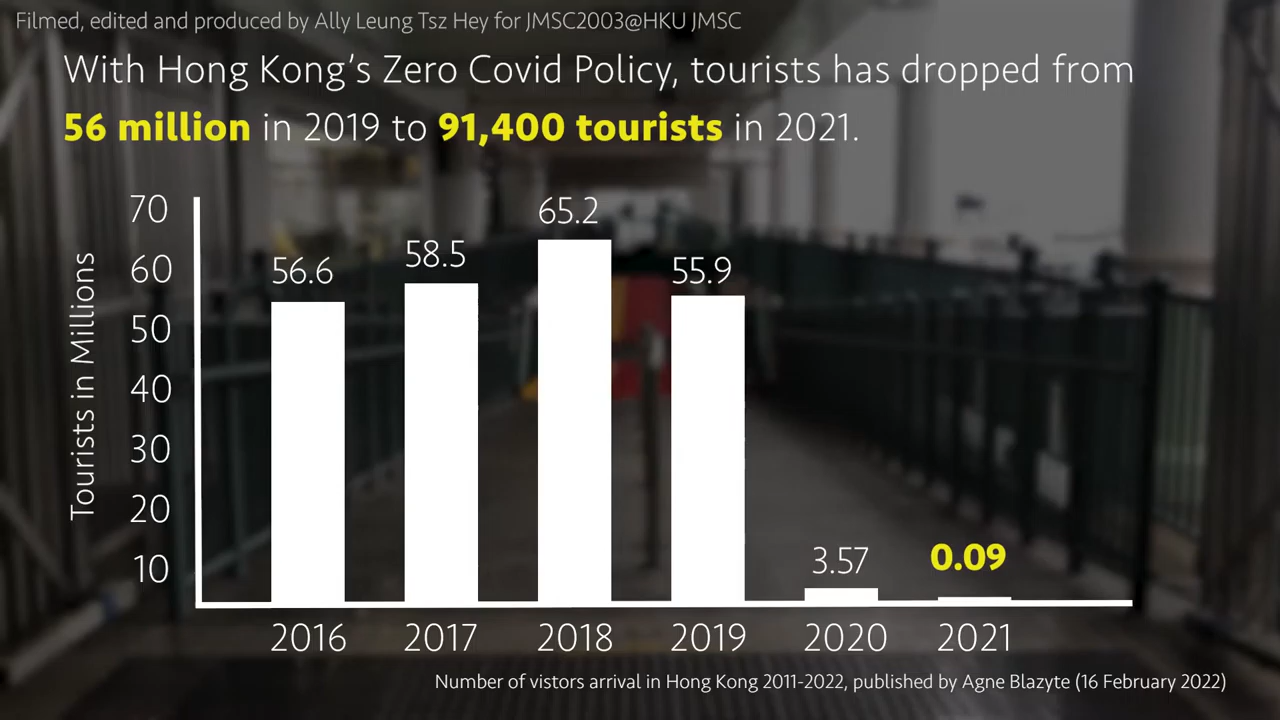 Filmed, edited and produced by Ally Leung Tsz Hey for JMSC2003@HKU JMSC
With Hong Kong’s Zero Covid Policy, tourists has dropped from
56 million in 2019 to 91,400 tourists in 2021.
Tourists in Millions
70
60
50
40
30
20
10
56.6
58.5
65.2
55.9
3.57
0.09
2016 2017 2018 2019 2020 2021
Number of vistors arrival in Hong Kong 2011-2022, published by Agne Blazyte (16 February 2022)